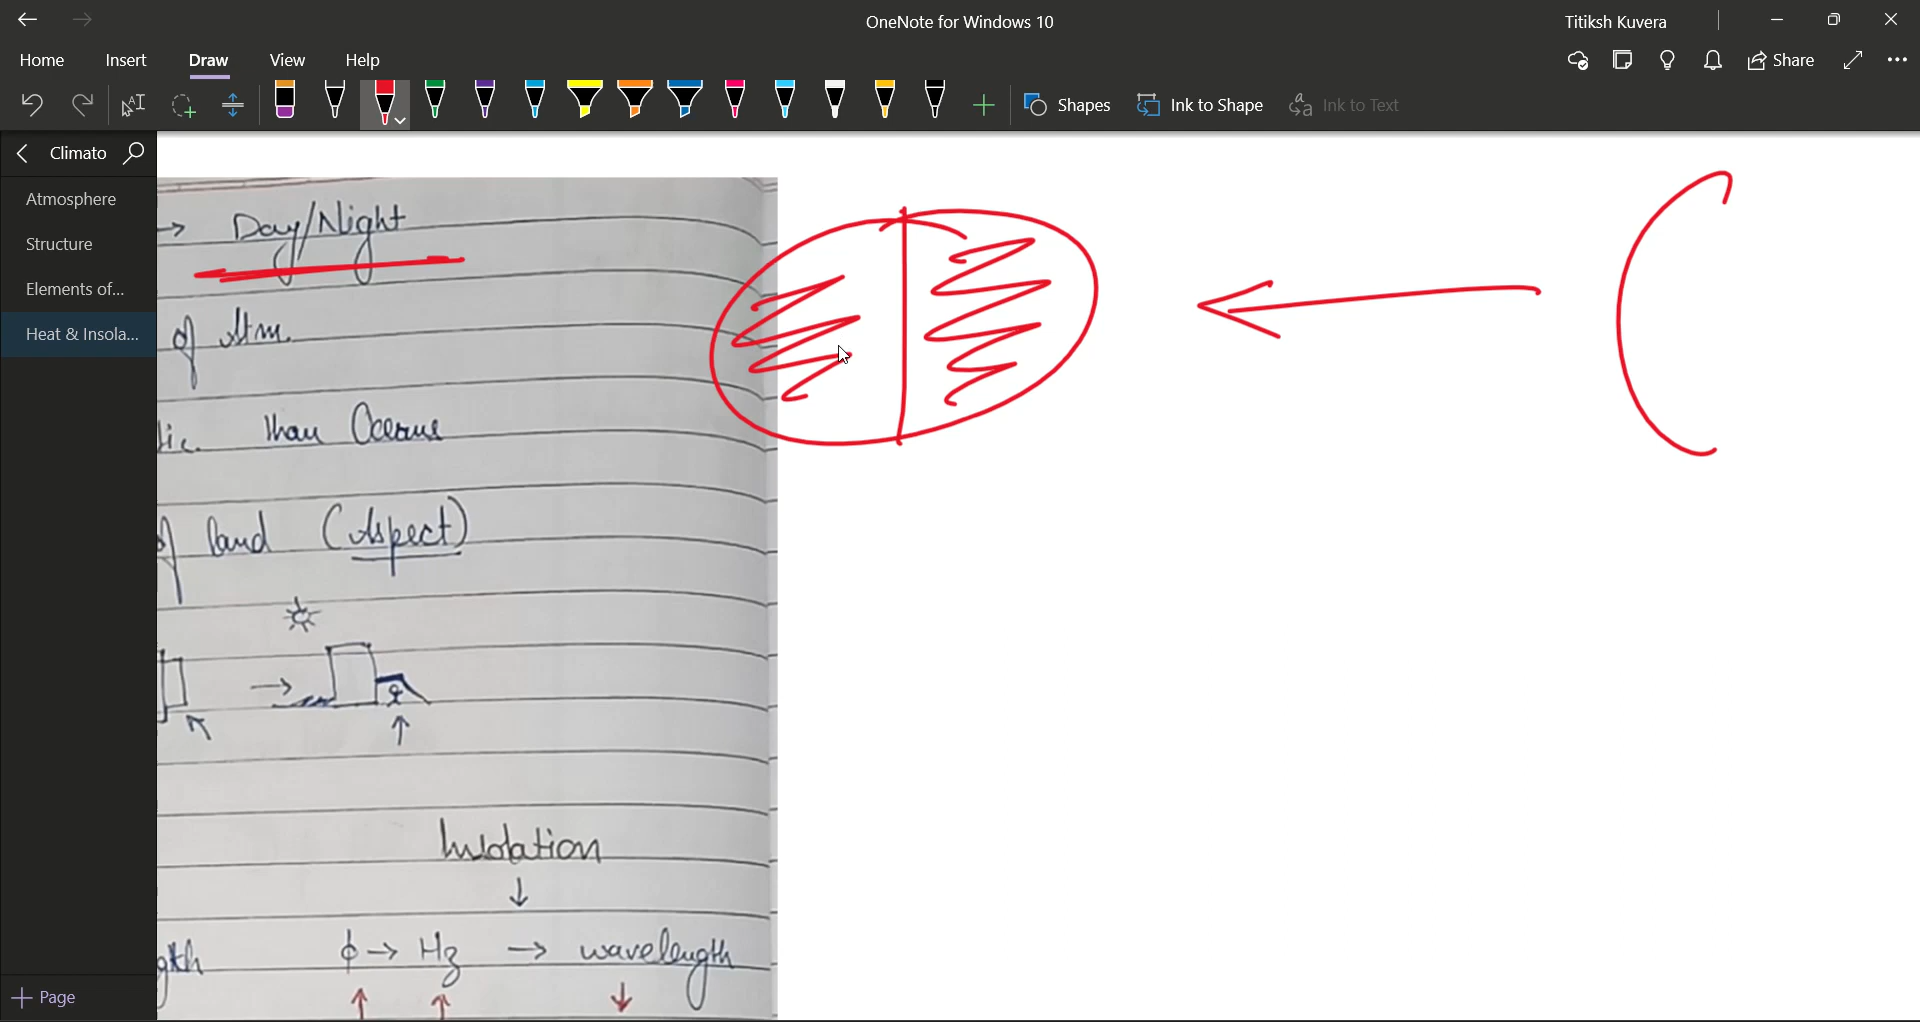 OneNote for Windows 10
Titiksh Kuvera
Home Insert Draw View Help
Share
Shapes Ink to Shape Ink to Text
Climato
Atmosphere
Structure
Elements of...
Heat & Insola...
Page
→ Day/Night
of Atm.
than Oceans
of land (Aspect)
→
Insolation
↓
gth ϕ → Hz → wavelength
↑ ↑ ↓